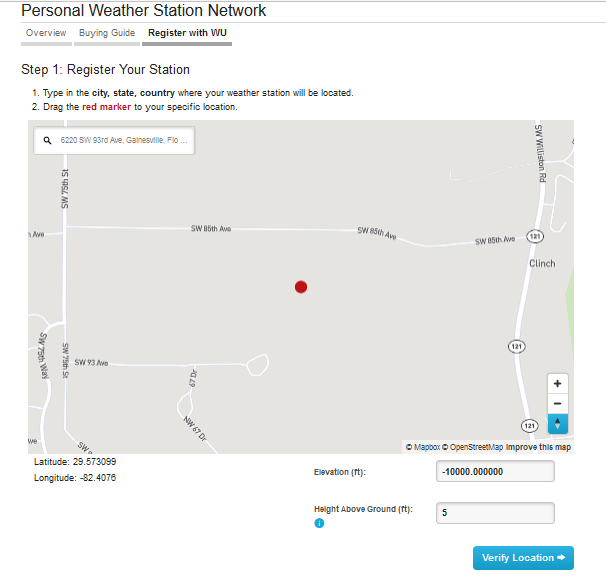 Personal Weather Station Network
Overview Buying Guide Register with WU
Step 1: Register Your Station
1. Type in the city, state, country where your weather station will be located.
2. Drag the red marker to your specific location.
6220 SW 93rd Ave, Gainesville, Flo ...
SW 75th St
SW Williston Rd
SW 85th Ave
SW 85th Ave
SW 85th Ave
121
Ave
Clinch
SW 75th Way
SW 75th St
SW 93 Ave
121
67 Dr
NW 67 Dr
121
+
−
we
SW
© Mapbox © OpenStreetMap Improve this map
Latitude: 29.573099
Longitude: -82.4076
Elevation (ft): -10000.000000
Height Above Ground (ft): 5
i
Verify Location